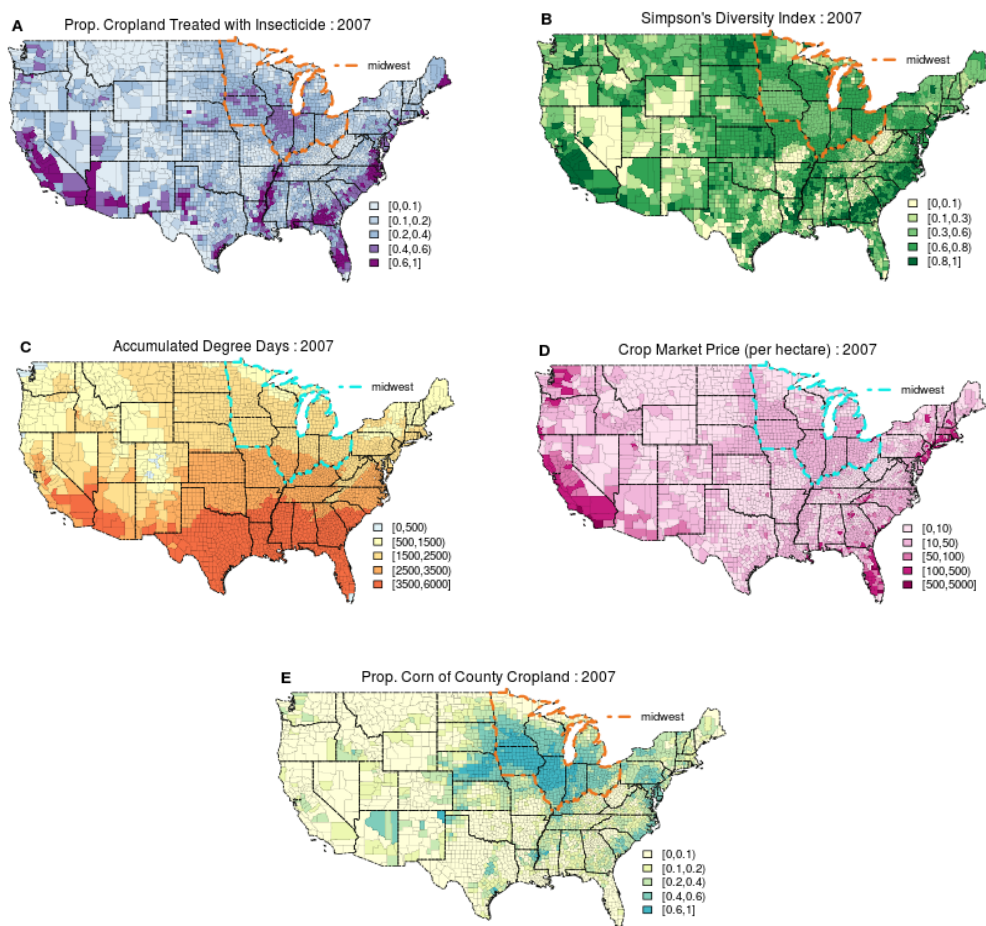 A
Prop. Cropland Treated with Insecticide : 2007
midwest
[0,0.1)
[0.1,0.2)
[0.2,0.4)
[0.4,0.6)
[0.6,1]
B
Simpson's Diversity Index : 2007
midwest
[0,0.1)
[0.1,0.3)
[0.3,0.6)
[0.6,0.8)
[0.8,1]
C
Accumulated Degree Days : 2007
midwest
[0,500)
[500,1500)
[1500,2500)
[2500,3500)
[3500,6000]
D
Crop Market Price (per hectare) : 2007
midwest
[0,10)
[10,50)
[50,100)
[100,500)
[500,5000]
E
Prop. Corn of County Cropland : 2007
midwest
[0,0.1)
[0.1,0.2)
[0.2,0.4)
[0.4,0.6)
[0.6,1]